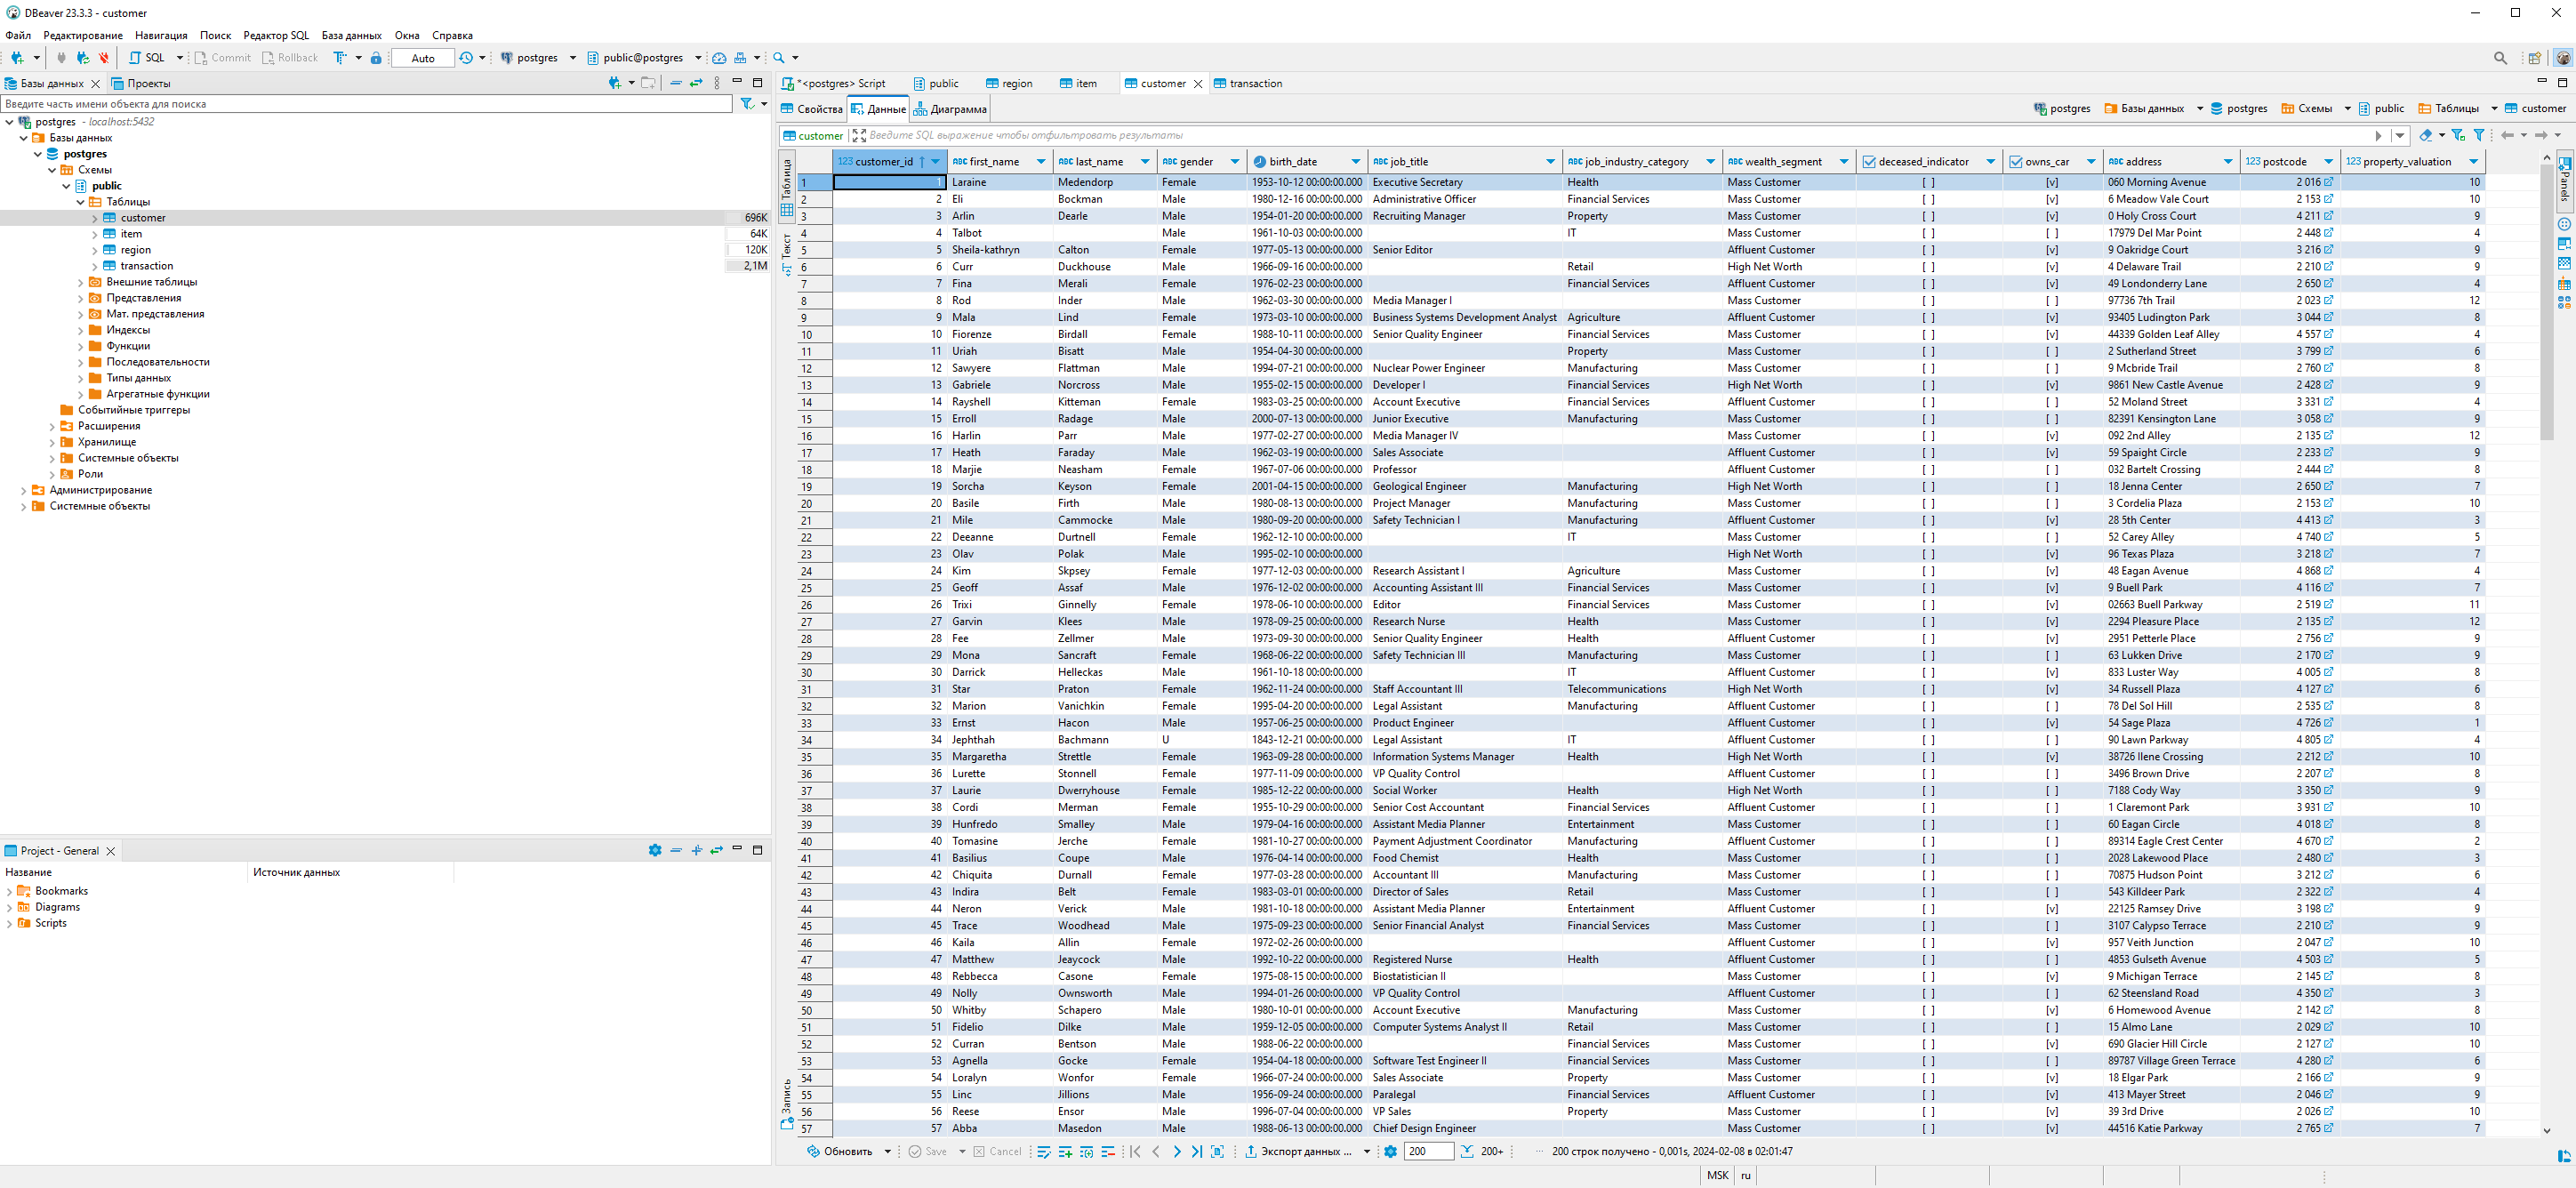 DBeaver 23.3.3 - customer
Файл Редактирование Навигация Поиск Редактор SQL База данных Окна Справка
SQL Commit Rollback Auto postgres public@postgres
Базы данных Проекты
Введите часть имени объекта для поиска
postgres - localhost:5432
Базы данных
postgres
Схемы
public
Таблицы
customer 696K
item 64K
region 120K
transaction 2,1M
Внешние таблицы
Представления
Мат. представления
Индексы
Функции
Последовательности
Типы данных
Агрегатные функции
Событийные триггеры
Расширения
Хранилище
Системные объекты
Роли
Администрирование
Системные объекты
Project - General
Название Источник данных
Bookmarks
Diagrams
Scripts
*<postgres> Script public region item customer transaction
Свойства Данные Диаграмма postgres Базы данных postgres Схемы public Таблицы customer
customer Введите SQL выражение чтобы отфильтровать результаты
Таблица
Текст
Запись
Panels
123 customer_id ABC first_name ABC last_name ABC gender birth_date ABC job_title ABC job_industry_category ABC wealth_segment deceased_indicator owns_car ABC address 123 postcode 123 property_valuation
1 1 Laraine Medendorp Female 1953-10-12 00:00:00.000 Executive Secretary Health Mass Customer [ ] [v] 060 Morning Avenue 2 016 10
2 2 Eli Bockman Male 1980-12-16 00:00:00.000 Administrative Officer Financial Services Mass Customer [ ] [v] 6 Meadow Vale Court 2 153 10
3 3 Arlin Dearle Male 1954-01-20 00:00:00.000 Recruiting Manager Property Mass Customer [ ] [v] 0 Holy Cross Court 4 211 9
4 4 Talbot Male 1961-10-03 00:00:00.000 IT Mass Customer [ ] [ ] 17979 Del Mar Point 2 448 4
5 5 Sheila-kathryn Calton Female 1977-05-13 00:00:00.000 Senior Editor Affluent Customer [ ] [v] 9 Oakridge Court 3 216 9
6 6 Curr Duckhouse Male 1966-09-16 00:00:00.000 Retail High Net Worth [ ] [v] 4 Delaware Trail 2 210 9
7 7 Fina Merali Female 1976-02-23 00:00:00.000 Financial Services Affluent Customer [ ] [v] 49 Londonderry Lane 2 650 4
8 8 Rod Inder Male 1962-03-30 00:00:00.000 Media Manager I Mass Customer [ ] [ ] 97736 7th Trail 2 023 12
9 9 Mala Lind Female 1973-03-10 00:00:00.000 Business Systems Development Analyst Agriculture Affluent Customer [ ] [v] 93405 Ludington Park 3 044 8
10 10 Fiorenze Birdall Female 1988-10-11 00:00:00.000 Senior Quality Engineer Financial Services Mass Customer [ ] [v] 44339 Golden Leaf Alley 4 557 4
11 11 Uriah Bisatt Male 1954-04-30 00:00:00.000 Property Mass Customer [ ] [ ] 2 Sutherland Street 3 799 6
12 12 Sawyere Flattman Male 1994-07-21 00:00:00.000 Nuclear Power Engineer Manufacturing Mass Customer [ ] [ ] 9 Mcbride Trail 2 760 8
13 13 Gabriele Norcross Male 1955-02-15 00:00:00.000 Developer I Financial Services High Net Worth [ ] [v] 9861 New Castle Avenue 2 428 9
14 14 Rayshell Kitteman Female 1983-03-25 00:00:00.000 Account Executive Financial Services Affluent Customer [ ] [v] 52 Moland Street 3 331 4
15 15 Erroll Radage Male 2000-07-13 00:00:00.000 Junior Executive Manufacturing Mass Customer [ ] [ ] 82391 Kensington Lane 3 058 9
16 16 Harlin Parr Male 1977-02-27 00:00:00.000 Media Manager IV Mass Customer [ ] [v] 092 2nd Alley 2 135 12
17 17 Heath Faraday Male 1962-03-19 00:00:00.000 Sales Associate Affluent Customer [ ] [v] 59 Spaight Circle 2 233 9
18 18 Marjie Neasham Female 1967-07-06 00:00:00.000 Professor Affluent Customer [ ] [ ] 032 Bartelt Crossing 2 444 8
19 19 Sorcha Keyson Female 2001-04-15 00:00:00.000 Geological Engineer Manufacturing High Net Worth [ ] [ ] 18 Jenna Center 2 650 7
20 20 Basile Firth Male 1980-08-13 00:00:00.000 Project Manager Manufacturing Mass Customer [ ] [ ] 3 Cordelia Plaza 2 153 10
21 21 Mile Cammocke Male 1980-09-20 00:00:00.000 Safety Technician I Manufacturing Affluent Customer [ ] [v] 28 5th Center 4 413 3
22 22 Deeanne Durtnell Female 1962-12-10 00:00:00.000 IT Mass Customer [ ] [ ] 52 Carey Alley 4 740 5
23 23 Olav Polak Male 1995-02-10 00:00:00.000 High Net Worth [ ] [v] 96 Texas Plaza 3 218 7
24 24 Kim Skpsey Female 1977-12-03 00:00:00.000 Research Assistant I Agriculture Mass Customer [ ] [v] 48 Eagan Avenue 4 868 4
25 25 Geoff Assaf Male 1976-12-02 00:00:00.000 Accounting Assistant III Financial Services Mass Customer [ ] [v] 9 Buell Park 4 116 7
26 26 Trixi Ginnelly Female 1978-06-10 00:00:00.000 Editor Financial Services Mass Customer [ ] [v] 02663 Buell Parkway 2 519 11
27 27 Garvin Klees Male 1978-09-25 00:00:00.000 Research Nurse Health Mass Customer [ ] [v] 2294 Pleasure Place 2 135 12
28 28 Fee Zellmer Male 1973-09-30 00:00:00.000 Senior Quality Engineer Health Affluent Customer [ ] [ ] 2951 Petterle Place 2 756 9
29 29 Mona Sancraft Female 1968-06-22 00:00:00.000 Safety Technician III Manufacturing Mass Customer [ ] [ ] 63 Lukken Drive 2 170 9
30 30 Darrick Helleckas Male 1961-10-18 00:00:00.000 IT Affluent Customer [ ] [v] 833 Luster Way 4 005 8
31 31 Star Praton Female 1962-11-24 00:00:00.000 Staff Accountant III Telecommunications High Net Worth [ ] [v] 34 Russell Plaza 4 127 6
32 32 Marion Vanichkin Female 1995-04-20 00:00:00.000 Legal Assistant Manufacturing Affluent Customer [ ] [ ] 78 Del Sol Hill 2 535 8
33 33 Ernst Hacon Male 1957-06-25 00:00:00.000 Product Engineer Affluent Customer [ ] [v] 54 Sage Plaza 4 726 1
34 34 Jephthah Bachmann U 1843-12-21 00:00:00.000 Legal Assistant IT Affluent Customer [ ] [ ] 90 Lawn Parkway 4 805 4
35 35 Margaretha Strettle Female 1963-09-28 00:00:00.000 Information Systems Manager Health High Net Worth [ ] [v] 38726 Ilene Crossing 2 212 10
36 36 Lurette Stonnell Female 1977-11-09 00:00:00.000 VP Quality Control Affluent Customer [ ] [ ] 3496 Brown Drive 2 207 8
37 37 Laurie Dwerryhouse Female 1985-12-22 00:00:00.000 Social Worker Health High Net Worth [ ] [v] 7188 Cody Way 3 350 9
38 38 Cordi Merman Female 1955-10-29 00:00:00.000 Senior Cost Accountant Financial Services Affluent Customer [ ] [v] 1 Claremont Park 3 931 10
39 39 Hunfredo Smalley Male 1979-04-16 00:00:00.000 Assistant Media Planner Entertainment Mass Customer [ ] [v] 60 Eagan Circle 4 018 8
40 40 Tomasine Jerche Female 1981-10-27 00:00:00.000 Payment Adjustment Coordinator Manufacturing Affluent Customer [ ] [v] 89314 Eagle Crest Center 4 670 2
41 41 Basilius Coupe Male 1976-04-14 00:00:00.000 Food Chemist Health Mass Customer [ ] [ ] 2028 Lakewood Place 2 480 3
42 42 Chiquita Durnall Female 1977-03-28 00:00:00.000 Accountant III Manufacturing Mass Customer [ ] [v] 70875 Hudson Point 3 212 6
43 43 Indira Belt Female 1983-03-01 00:00:00.000 Director of Sales Retail Mass Customer [ ] [v] 543 Killdeer Park 2 322 4
44 44 Neron Verick Male 1981-10-18 00:00:00.000 Assistant Media Planner Entertainment Affluent Customer [ ] [v] 22125 Ramsey Drive 3 198 9
45 45 Trace Woodhead Male 1975-09-23 00:00:00.000 Senior Financial Analyst Financial Services Mass Customer [ ] [ ] 3107 Calypso Terrace 2 210 9
46 46 Kaila Allin Female 1972-02-26 00:00:00.000 Affluent Customer [ ] [v] 957 Veith Junction 2 047 10
47 47 Matthew Jeaycock Male 1992-10-22 00:00:00.000 Registered Nurse Health Affluent Customer [ ] [v] 4853 Gulseth Avenue 4 503 5
48 48 Rebbecca Casone Female 1975-08-15 00:00:00.000 Biostatistician II Mass Customer [ ] [v] 9 Michigan Terrace 2 145 8
49 49 Nolly Ownsworth Male 1994-01-26 00:00:00.000 VP Quality Control Affluent Customer [ ] [ ] 62 Steensland Road 4 350 3
50 50 Whitby Schapero Male 1980-10-01 00:00:00.000 Account Executive Manufacturing Mass Customer [ ] [v] 6 Homewood Avenue 2 142 8
51 51 Fidelio Dilke Male 1959-12-05 00:00:00.000 Computer Systems Analyst II Retail Mass Customer [ ] [ ] 15 Almo Lane 2 029 10
52 52 Curran Bentson Male 1988-06-22 00:00:00.000 Financial Services Mass Customer [ ] [v] 690 Glacier Hill Circle 2 127 10
53 53 Agnella Gocke Female 1954-04-18 00:00:00.000 Software Test Engineer II Financial Services Mass Customer [ ] [ ] 89787 Village Green Terrace 4 280 6
54 54 Loralyn Wonfor Female 1966-07-24 00:00:00.000 Sales Associate Property Mass Customer [ ] [v] 18 Elgar Park 2 166 9
55 55 Linc Jillions Male 1956-09-24 00:00:00.000 Paralegal Financial Services Affluent Customer [ ] [v] 413 Mayer Street 2 046 9
56 56 Reese Ensor Male 1996-07-04 00:00:00.000 VP Sales Property Mass Customer [ ] [v] 39 3rd Drive 2 026 10
57 57 Abba Masedon Male 1988-06-13 00:00:00.000 Chief Design Engineer Mass Customer [ ] [v] 44516 Katie Parkway 2 765 7
Обновить Save Cancel Экспорт данных ... 200 200+ 200 строк получено - 0,001s, 2024-02-08 в 02:01:47
MSK ru